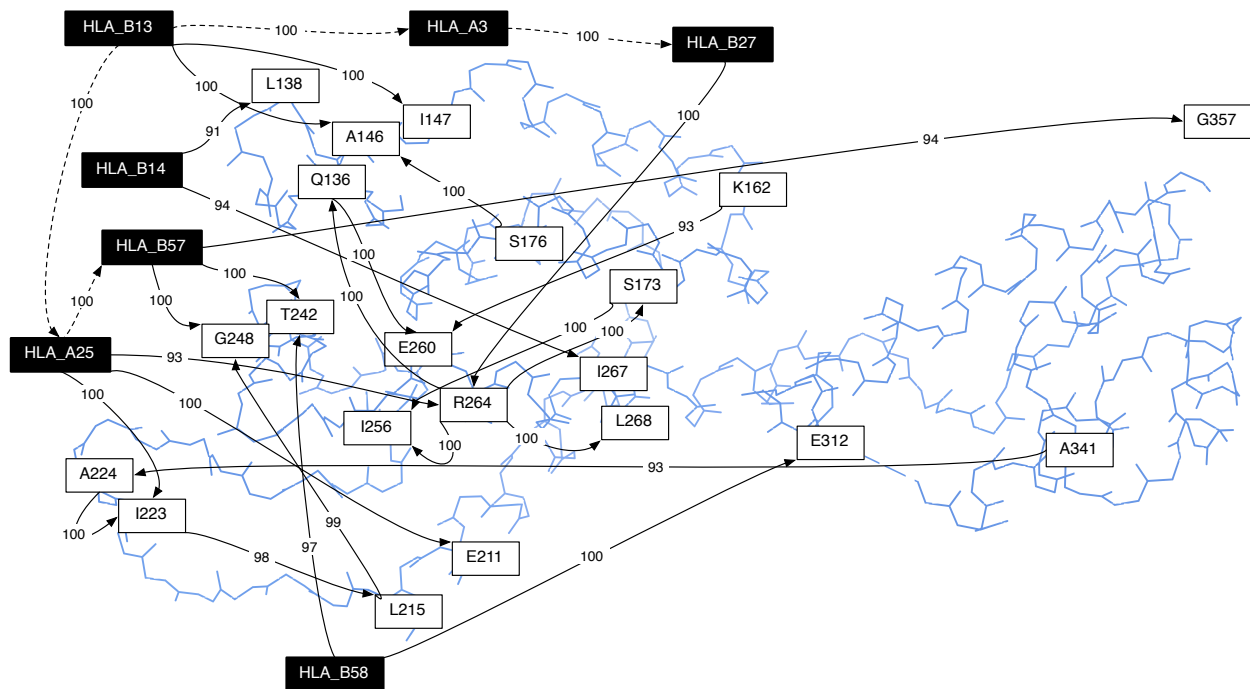 HLA_B13
100
HLA_A3
100
HLA_B27
100
L138
100
100
100
91
I147
A146
G357
94
HLA_B14
Q136
K162
94
100
93
HLA_B57
100
S176
100
100
S173
100
T242
100
100
100
G248
E260
HLA_A25
93
I267
100
R264
100
I256
L268
100
100
E312
A341
A224
93
I223
100
99
97
98
100
E211
L215
HLA_B58